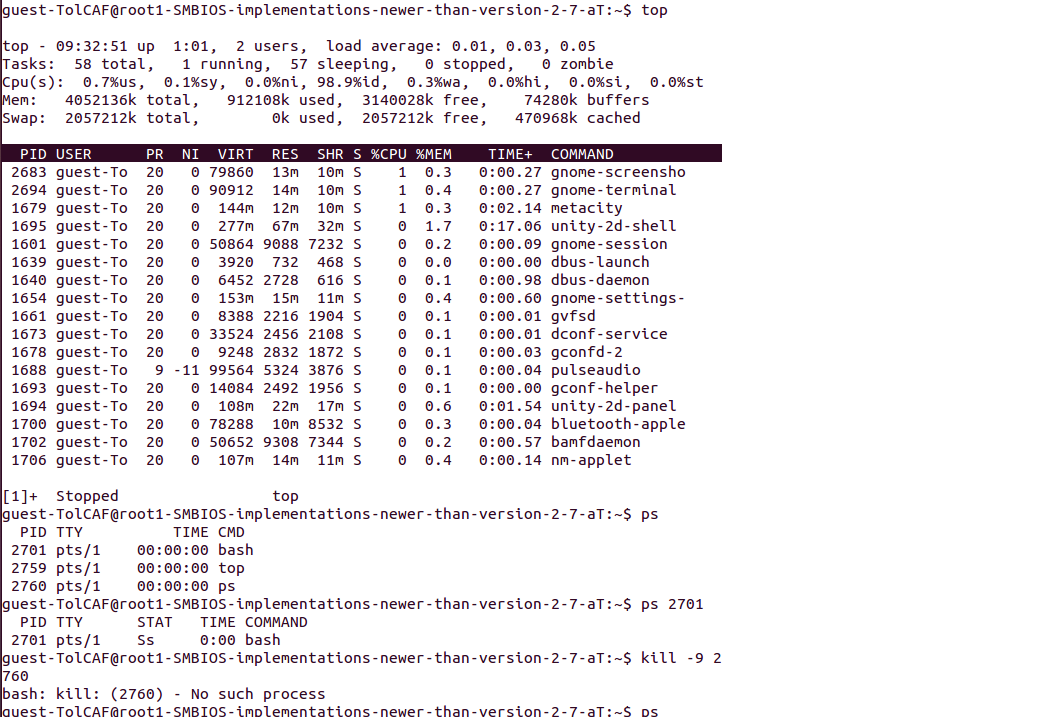 guest-TolCAF@root1-SMBIOS-implementations-newer-than-version-2-7-aT:~$ top
top - 09:32:51 up  1:01,  2 users,  load average: 0.01, 0.03, 0.05
Tasks:  58 total,   1 running,  57 sleeping,   0 stopped,   0 zombie
Cpu(s):  0.7%us,  0.1%sy,  0.0%ni, 98.9%id,  0.3%wa,  0.0%hi,  0.0%si,  0.0%st
Mem:   4052136k total,   912108k used,  3140028k free,    74280k buffers
Swap:  2057212k total,        0k used,  2057212k free,   470968k cached
  PID USER      PR  NI  VIRT  RES  SHR S %CPU %MEM    TIME+  COMMAND
 2683 guest-To  20   0 79860  13m  10m S    1  0.3   0:00.27 gnome-screensho
 2694 guest-To  20   0 90912  14m  10m S    1  0.4   0:00.27 gnome-terminal
 1679 guest-To  20   0  144m  12m  10m S    1  0.3   0:02.14 metacity
 1695 guest-To  20   0  277m  67m  32m S    0  1.7   0:17.06 unity-2d-shell
 1601 guest-To  20   0 50864 9088 7232 S    0  0.2   0:00.09 gnome-session
 1639 guest-To  20   0  3920  732  468 S    0  0.0   0:00.00 dbus-launch
 1640 guest-To  20   0  6452 2728  616 S    0  0.1   0:00.98 dbus-daemon
 1654 guest-To  20   0  153m  15m  11m S    0  0.4   0:00.60 gnome-settings-
 1661 guest-To  20   0  8388 2216 1904 S    0  0.1   0:00.01 gvfsd
 1673 guest-To  20   0 33524 2456 2108 S    0  0.1   0:00.01 dconf-service
 1678 guest-To  20   0  9248 2832 1872 S    0  0.1   0:00.03 gconfd-2
 1688 guest-To   9 -11 99564 5324 3876 S    0  0.1   0:00.04 pulseaudio
 1693 guest-To  20   0 14084 2492 1956 S    0  0.1   0:00.00 gconf-helper
 1694 guest-To  20   0  108m  22m  17m S    0  0.6   0:01.54 unity-2d-panel
 1700 guest-To  20   0 78288  10m 8532 S    0  0.3   0:00.04 bluetooth-apple
 1702 guest-To  20   0 50652 9308 7344 S    0  0.2   0:00.57 bamfdaemon
 1706 guest-To  20   0  107m  14m  11m S    0  0.4   0:00.14 nm-applet
[1]+  Stopped                 top
guest-TolCAF@root1-SMBIOS-implementations-newer-than-version-2-7-aT:~$ ps
  PID TTY          TIME CMD
 2701 pts/1    00:00:00 bash
 2759 pts/1    00:00:00 top
 2760 pts/1    00:00:00 ps
guest-TolCAF@root1-SMBIOS-implementations-newer-than-version-2-7-aT:~$ ps 2701
  PID TTY      STAT   TIME COMMAND
 2701 pts/1    Ss     0:00 bash
guest-TolCAF@root1-SMBIOS-implementations-newer-than-version-2-7-aT:~$ kill -9 2
760
bash: kill: (2760) - No such process
guest-TolCAF@root1-SMBIOS-implementations-newer-than-version-2-7-aT:~$ ps